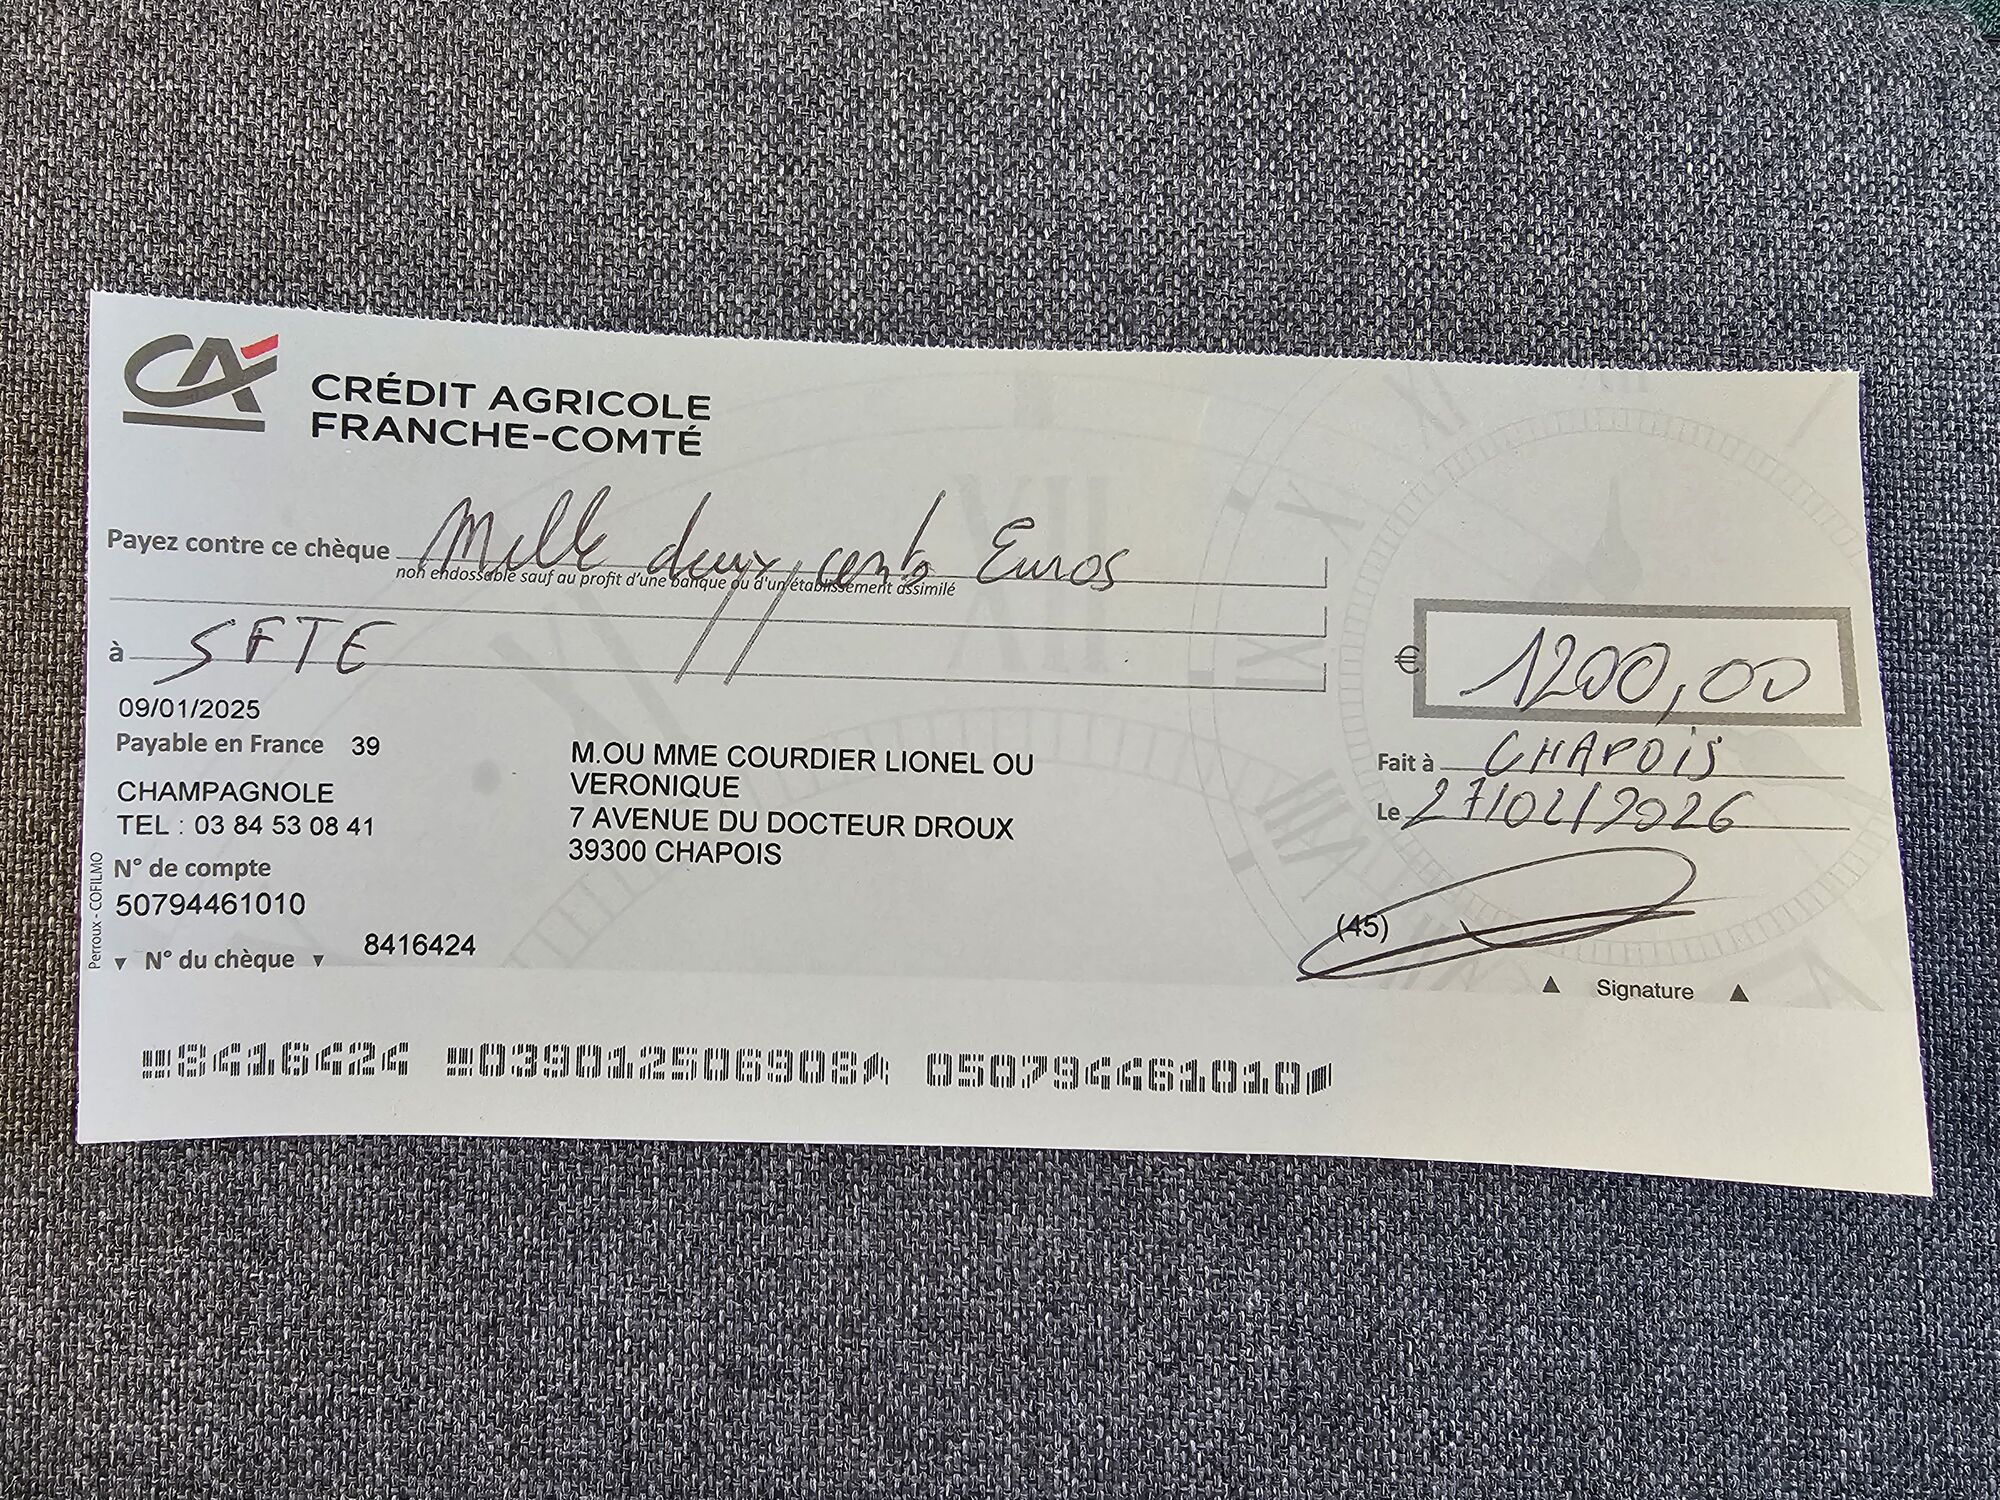 CA
CRÉDIT AGRICOLE
FRANCHE-COMTÉ
Payez contre ce chèque Mille deux cents Euros
non endossable sauf au profit d'une banque ou d'un établissement assimilé
à SFTE
€ 1200,00
Fait à CHAPOIS
Le 27/02/2026
09/01/2025
Payable en France 39
CHAMPAGNOLE
TEL : 03 84 53 08 41
N° de compte
50794461010
N° du chèque 8416424
M.OU MME COURDIER LIONEL OU
VERONIQUE
7 AVENUE DU DOCTEUR DROUX
39300 CHAPOIS
(45)
Signature
Perroux - COFILMO
8416424 039012506908 050794461010